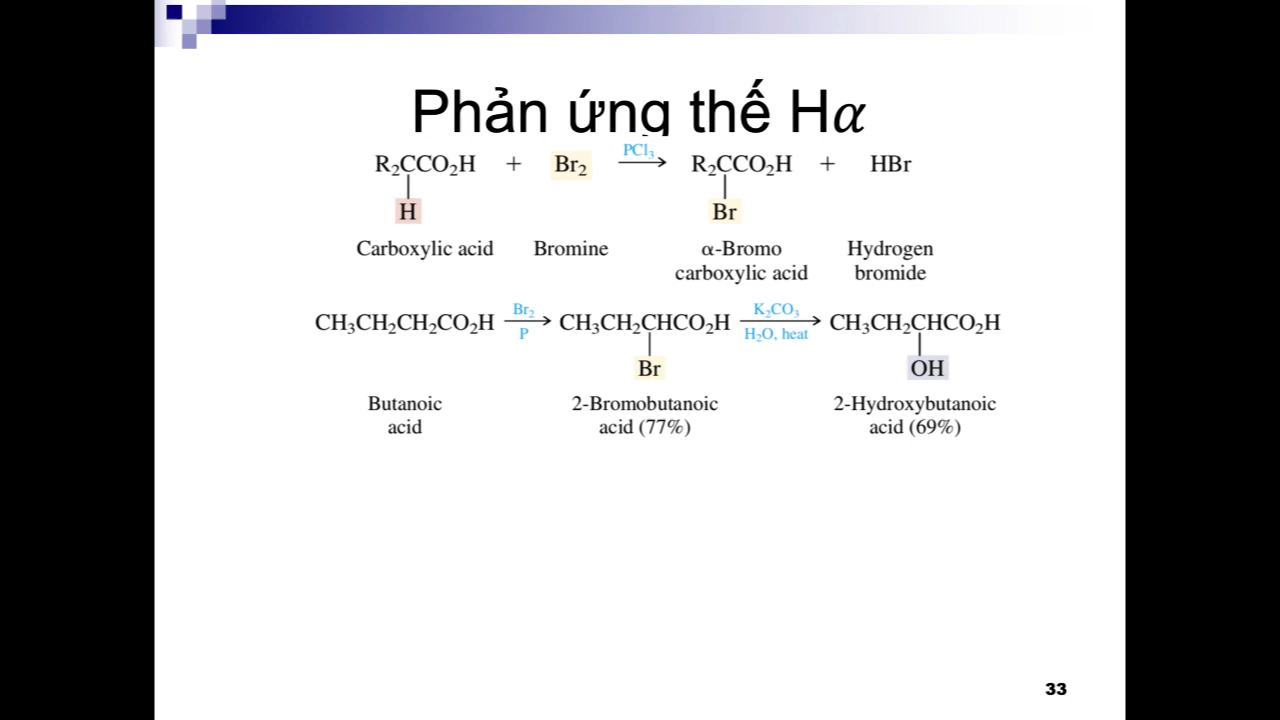 Phản ứng thế H𝛼
R₂CCO₂H + Br₂ PCl₃ → R₂CCO₂H + HBr
H Br
Carboxylic acid Bromine α-Bromo Hydrogen
carboxylic acid bromide
Br₂ K₂CO₃
CH₃CH₂CH₂CO₂H → CH₃CH₂CHCO₂H → CH₃CH₂CHCO₂H
P H₂O, heat
Br OH
Butanoic 2-Bromobutanoic 2-Hydroxybutanoic
acid acid (77%) acid (69%)
33